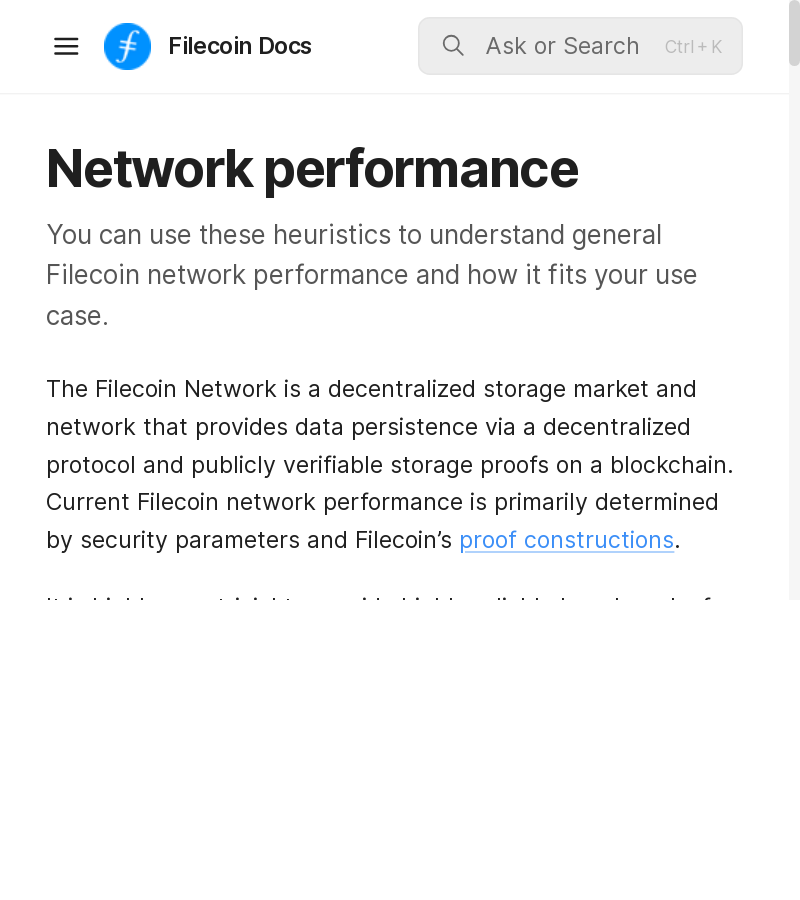 Filecoin Docs
Ask or Search
Ctrl + K
Network performance
You can use these heuristics to understand general
Filecoin network performance and how it fits your use
case.
The Filecoin Network is a decentralized storage market and
network that provides data persistence via a decentralized
protocol and publicly verifiable storage proofs on a blockchain.
Current Filecoin network performance is primarily determined
by security parameters and Filecoin’s proof constructions.